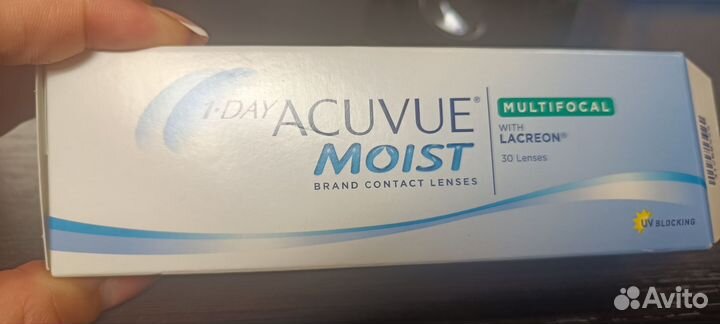 1·DAY ACUVUE®
MOIST
BRAND CONTACT LENSES
MULTIFOCAL
WITH
LACREON®
30 Lenses
UV BLOCKING
Avito